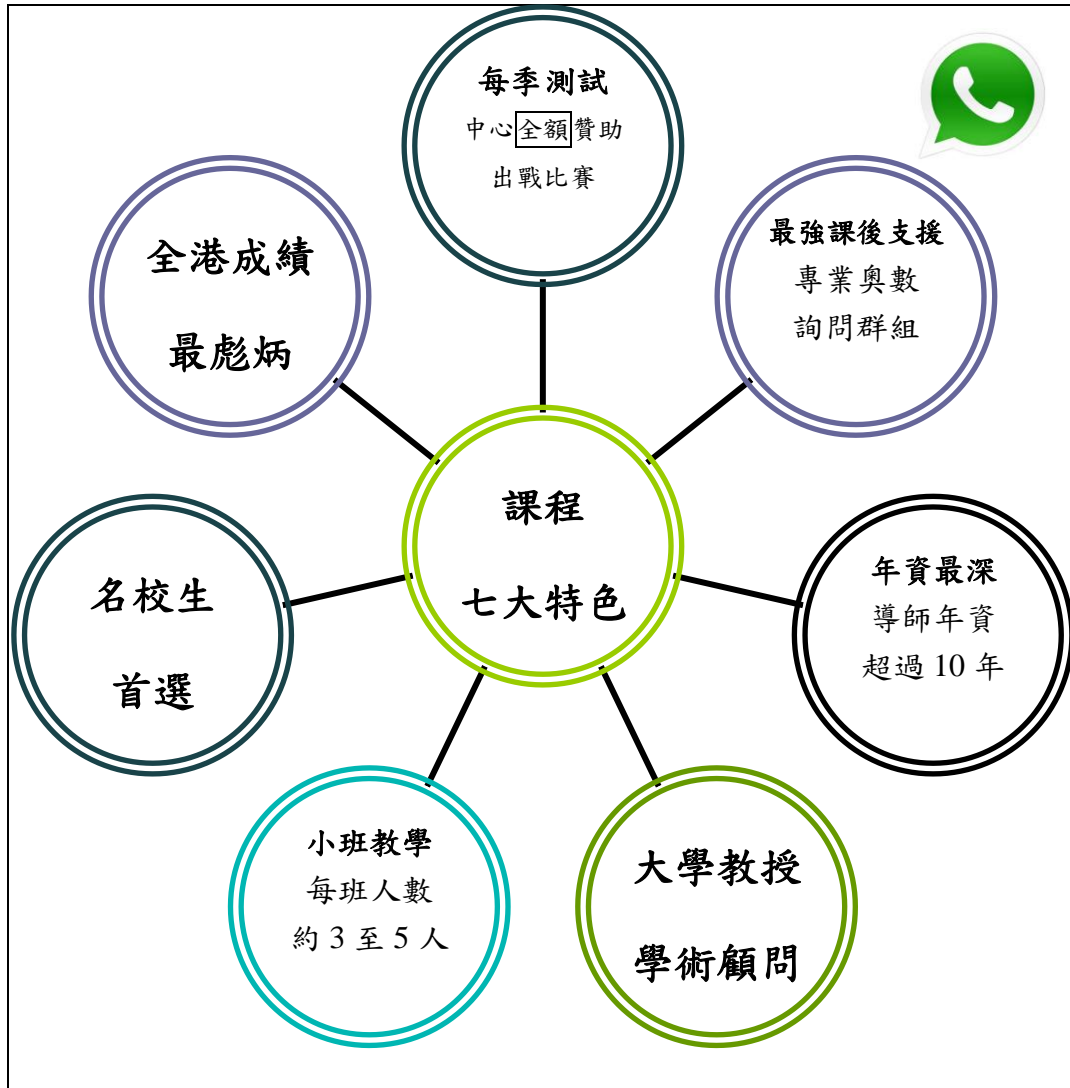 每季測試
中心全額贊助
出戰比賽
最強課後支援
專業奧數
詢問群組
年資最深
導師年資
超過 10 年
大學教授
學術顧問
小班教學
每班人數
約 3 至 5 人
名校生
首選
全港成績
最彪炳
課程
七大特色